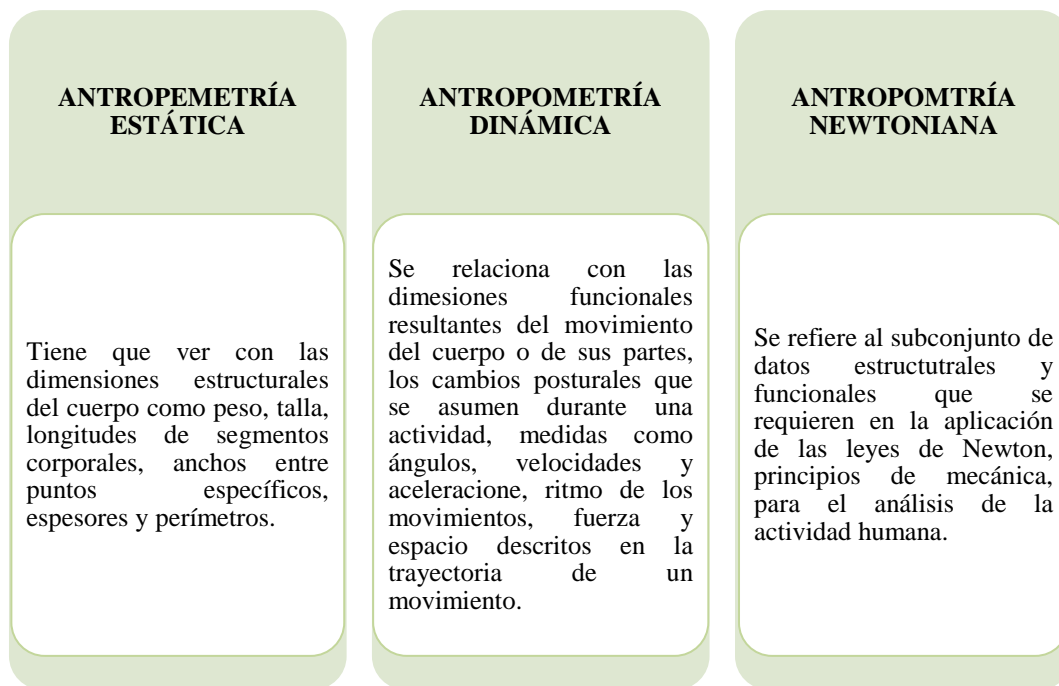 ANTROPEMETRÍA
ESTÁTICA
Tiene que ver con las
dimensiones estructurales
del cuerpo como peso, talla,
longitudes de segmentos
corporales, anchos entre
puntos específicos,
espesores y perímetros.
ANTROPOMETRÍA
DINÁMICA
Se relaciona con las
dimesiones funcionales
resultantes del movimiento
del cuerpo o de sus partes,
los cambios posturales que
se asumen durante una
actividad, medidas como
ángulos, velocidades y
aceleracione, ritmo de los
movimientos, fuerza y
espacio descritos en la
trayectoria de un
movimiento.
ANTROPOMTRÍA
NEWTONIANA
Se refiere al subconjunto de
datos estructutrales y
funcionales que se
requieren en la aplicación
de las leyes de Newton,
principios de mecánica,
para el análisis de la
actividad humana.